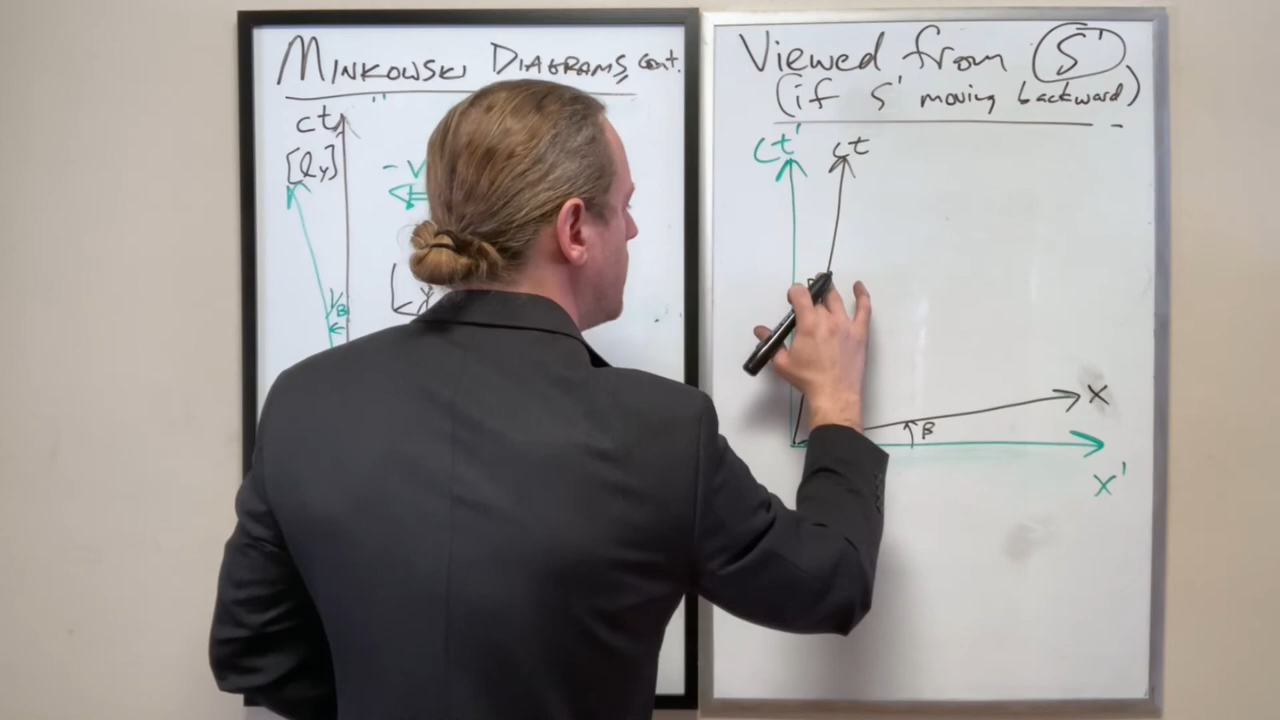 MINKOWSKI DIAGRAMS cont.
ct
[ly]
-V
β
Viewed from S'
(if S' moving backward)
ct'
ct
x
β
x'